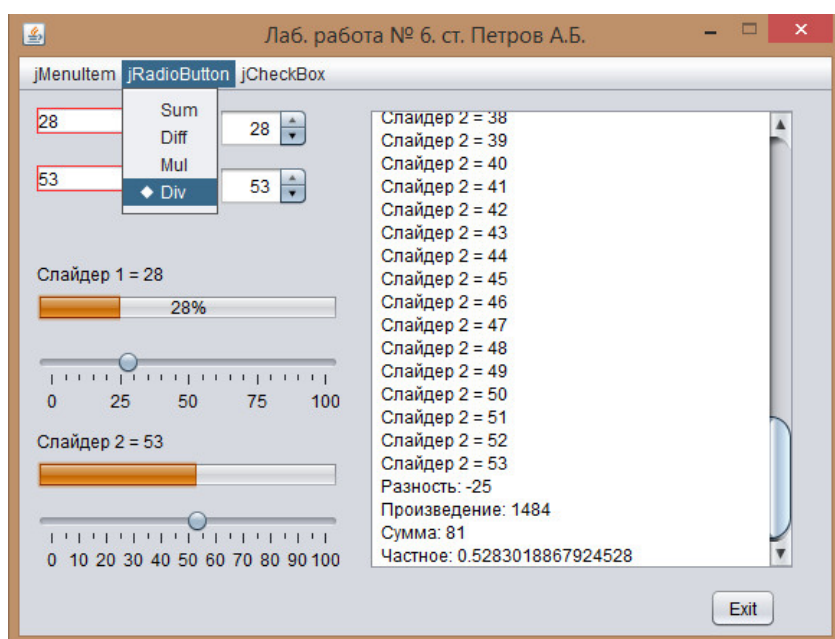 Лаб. работа № 6. ст. Петров А.Б.
jMenuItem jRadioButton jCheckBox
28
28
53
53
Sum
Diff
Mul
Div
Слайдер 1 = 28
28%
0 25 50 75 100
Слайдер 2 = 53
0 10 20 30 40 50 60 70 80 90 100
Слайдер 2 = 38
Слайдер 2 = 39
Слайдер 2 = 40
Слайдер 2 = 41
Слайдер 2 = 42
Слайдер 2 = 43
Слайдер 2 = 44
Слайдер 2 = 45
Слайдер 2 = 46
Слайдер 2 = 47
Слайдер 2 = 48
Слайдер 2 = 49
Слайдер 2 = 50
Слайдер 2 = 51
Слайдер 2 = 52
Слайдер 2 = 53
Разность: -25
Произведение: 1484
Сумма: 81
Частное: 0.5283018867924528
Exit